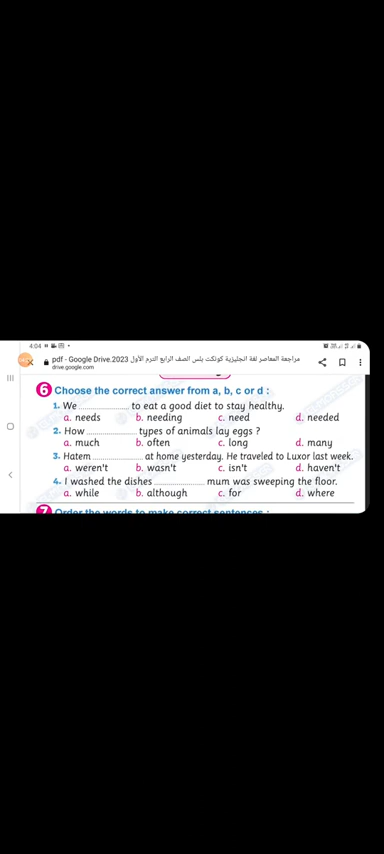 4:04
مراجعة المعاصر لغة انجليزية كونكت بلس الصف الرابع الترم الأول 2023.pdf - Google Drive
drive.google.com
6 Choose the correct answer from a, b, c or d :
1. We .................... to eat a good diet to stay healthy.
a. needs b. needing c. need d. needed
2. How .................... types of animals lay eggs ?
a. much b. often c. long d. many
3. Hatem .................... at home yesterday. He traveled to Luxor last week.
a. weren't b. wasn't c. isn't d. haven't
4. I washed the dishes .................... mum was sweeping the floor.
a. while b. although c. for d. where
7 Order the words to make correct sentences :